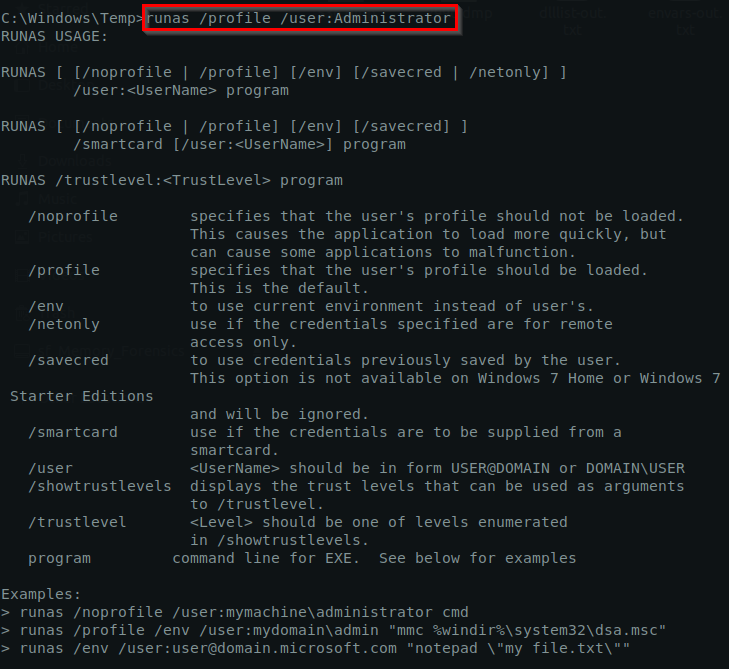 C:\Windows\Temp>runas /profile /user:Administrator
RUNAS USAGE:
RUNAS [ [/noprofile | /profile] [/env] [/savecred | /netonly] ]
        /user:<UserName> program
RUNAS [ [/noprofile | /profile] [/env] [/savecred] ]
        /smartcard [/user:<UserName>] program
RUNAS /trustlevel:<TrustLevel> program
   /noprofile        specifies that the user's profile should not be loaded.
                     This causes the application to load more quickly, but
                     can cause some applications to malfunction.
   /profile          specifies that the user's profile should be loaded.
                     This is the default.
   /env              to use current environment instead of user's.
   /netonly          use if the credentials specified are for remote
                     access only.
   /savecred         to use credentials previously saved by the user.
                     This option is not available on Windows 7 Home or Windows 7
 Starter Editions
                     and will be ignored.
   /smartcard        use if the credentials are to be supplied from a
                     smartcard.
   /user             <UserName> should be in form USER@DOMAIN or DOMAIN\USER
   /showtrustlevels  displays the trust levels that can be used as arguments
                     to /trustlevel.
   /trustlevel       <Level> should be one of levels enumerated
                     in /showtrustlevels.
   program         command line for EXE.  See below for examples
Examples:
> runas /noprofile /user:mymachine\administrator cmd
> runas /profile /env /user:mydomain\admin "mmc %windir%\system32\dsa.msc"
> runas /env /user:user@domain.microsoft.com "notepad \"my file.txt\""